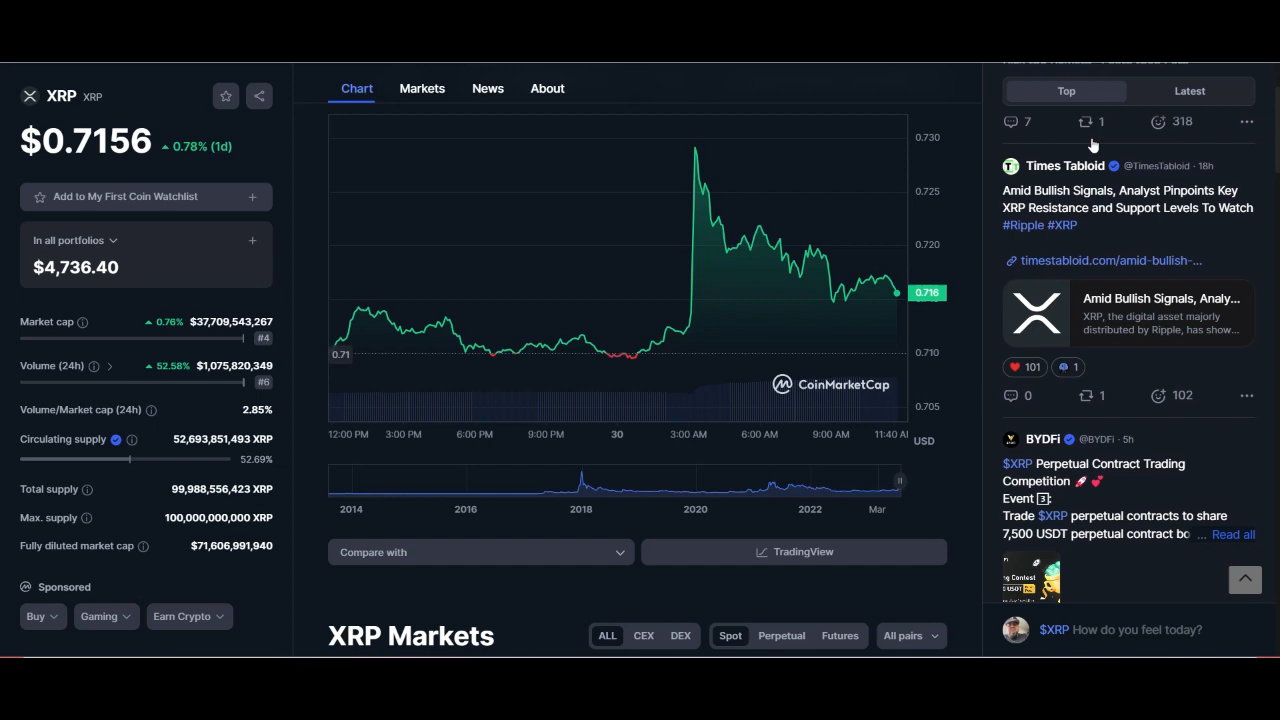 XRP XRP
$0.7156 0.78% (1d)
Add to My First Coin Watchlist
In all portfolios
$4,736.40
Market cap 0.76% $37,709,543,267
#4
Volume (24h) 52.58% $1,075,820,349
#6
Volume/Market cap (24h) 2.85%
Circulating supply 52,693,851,493 XRP
52.69%
Total supply 99,988,556,423 XRP
Max. supply 100,000,000,000 XRP
Fully diluted market cap $71,606,991,940
Sponsored
Buy Gaming Earn Crypto
Chart Markets News About
0.730
0.725
0.720
0.716
0.71 0.710
CoinMarketCap
0.705
12:00 PM 3:00 PM 6:00 PM 9:00 PM 30 3:00 AM 6:00 AM 9:00 AM 11:40 AM
USD
2014 2016 2018 2020 2022 Mar
Compare with TradingView
XRP Markets ALL CEX DEX Spot Perpetual Futures All pairs
Top Latest
7 1 318
Times Tabloid @TimesTabloid · 18h
Amid Bullish Signals, Analyst Pinpoints Key
XRP Resistance and Support Levels To Watch
#Ripple #XRP
timestabloid.com/amid-bullish-...
Amid Bullish Signals, Analy...
XRP, the digital asset majorly
distributed by Ripple, has show...
101 1
0 1 102
BYDFi @BYDFi · 5h
$XRP Perpetual Contract Trading
Competition 🚀 💕
Event 3️⃣:
Trade $XRP perpetual contracts to share
7,500 USDT perpetual contract bo ... Read all
$XRP How do you feel today?